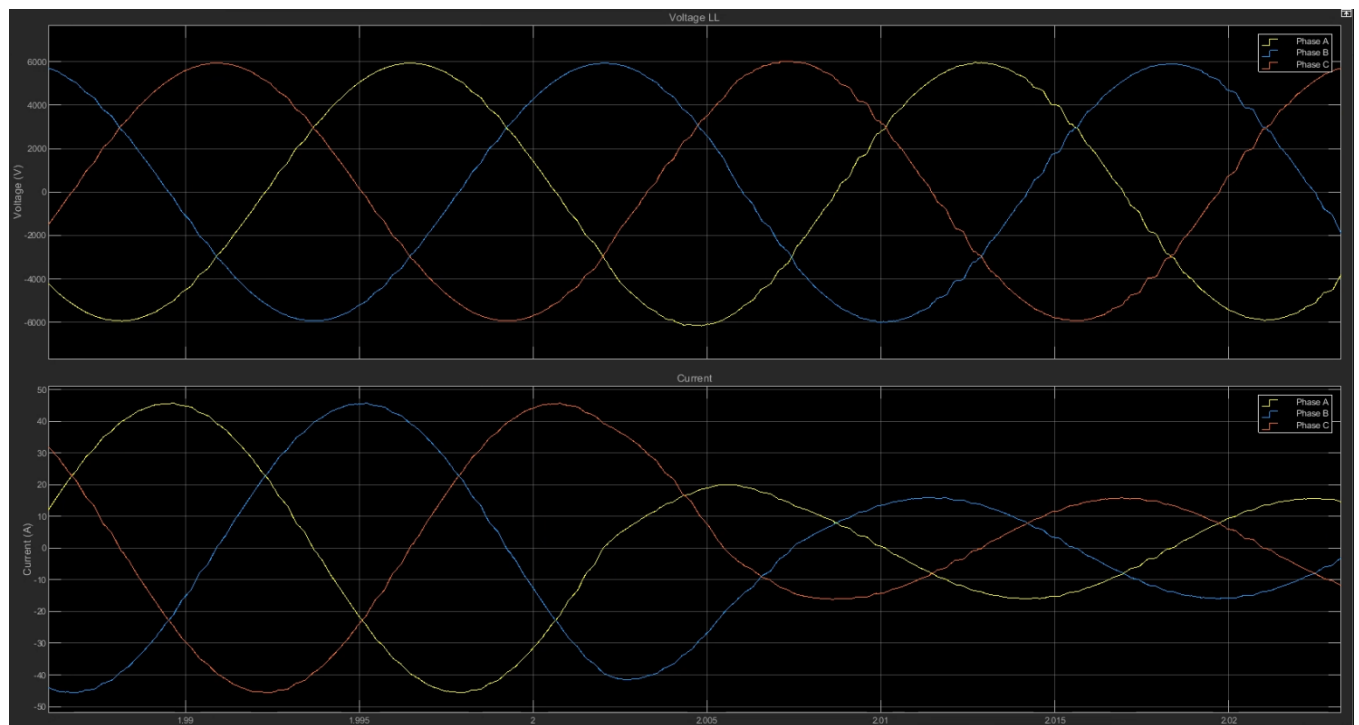 Voltage LL
Phase A
Phase B
Phase C
6000
4000
2000
0
-2000
-4000
-6000
Voltage (V)
Current
Phase A
Phase B
Phase C
50
40
30
20
10
0
-10
-20
-30
-40
-50
Current (A)
1.99
1.995
2
2.005
2.01
2.015
2.02